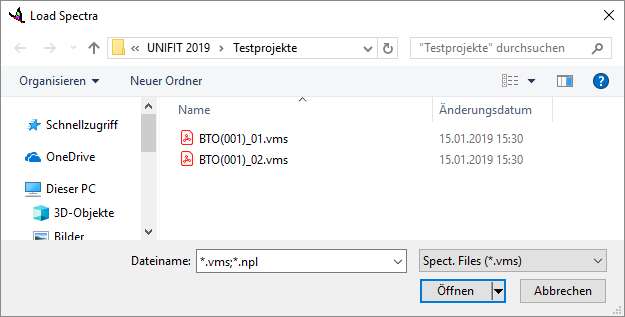 Load Spectra
« UNIFIT 2019 › Testprojekte
"Testprojekte" durchsuchen
Organisieren Neuer Ordner
Name Änderungsdatum
Schnellzugriff
OneDrive
Dieser PC
3D-Objekte
Bilder
BTO(001)_01.vms 15.01.2019 15:30
BTO(001)_02.vms 15.01.2019 15:30
Dateiname: *.vms;*.npl Spect. Files (*.vms)
Öffnen Abbrechen